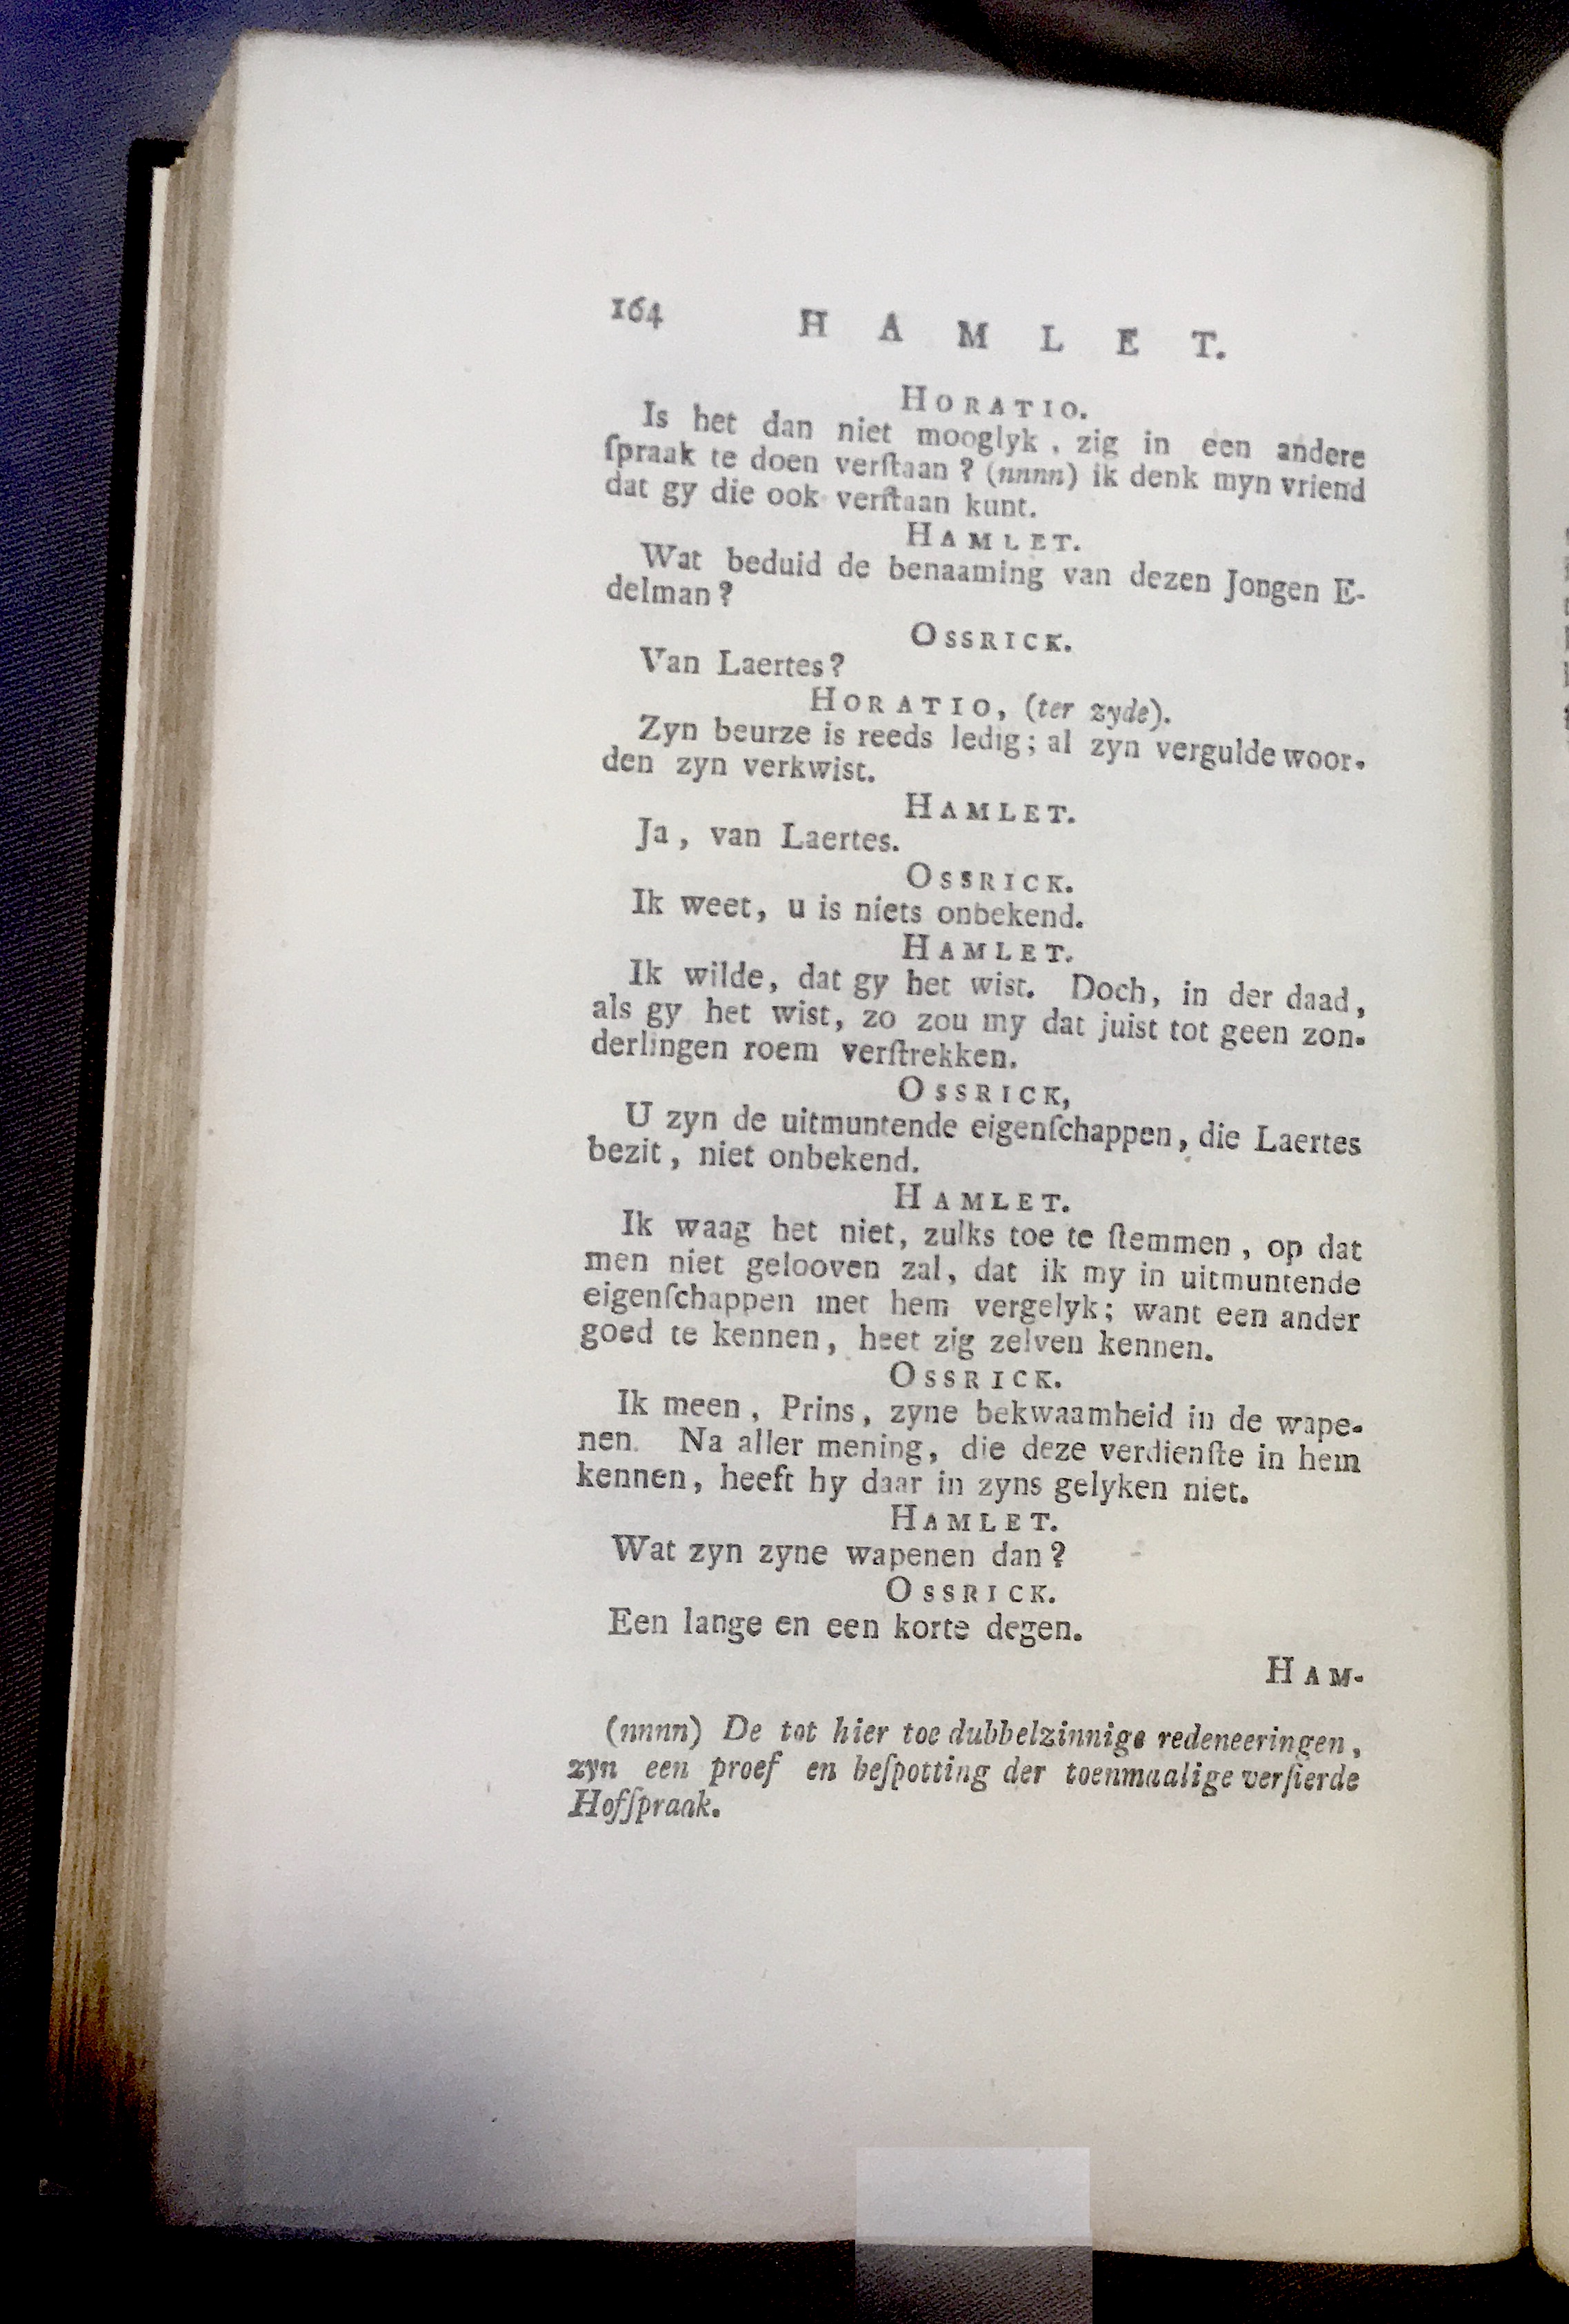 164 HAMLET.
HORATIO.
Is het dan niet mooglyk, zig in een andere
ſpraak te doen verſtaan? (nnnn) ik denk myn vriend
dat gy die ook verſtaan kunt.
HAMLET.
Wat beduid de benaaming van dezen Jongen E-
delman?
OSSRICK.
Van Laertes?
HORATIO, (ter zyde).
Zyn beurze is reeds ledig; al zyn vergulde woor-
den zyn verkwist.
HAMLET.
Ja, van Laertes.
OSSRICK.
Ik weet, u is niets onbekend.
HAMLET.
Ik wilde, dat gy het wist. Doch, in der daad,
als gy het wist, zo zou my dat juist tot geen zon-
derlingen roem verſtrekken.
OSSRICK,
U zyn de uitmuntende eigenſchappen, die Laertes
bezit, niet onbekend.
HAMLET.
Ik waag het niet, zulks toe te ſtemmen, op dat
men niet gelooven zal, dat ik my in uitmuntende
eigenſchappen met hem vergelyk; want een ander
goed te kennen, heet zig zelven kennen.
OSSRICK.
Ik meen, Prins, zyne bekwaamheid in de wape-
nen. Na aller mening, die deze verdienſte in hem
kennen, heeft hy daar in zyns gelyken niet.
HAMLET.
Wat zyn zyne wapenen dan?
OSSRICK.
Een lange en een korte degen.
HAM-
(nnnn) De tot hier toe dubbelzinnige redeneeringen,
zyn een proef en beſpotting der toenmaalige verſierde
Hofſpraak.